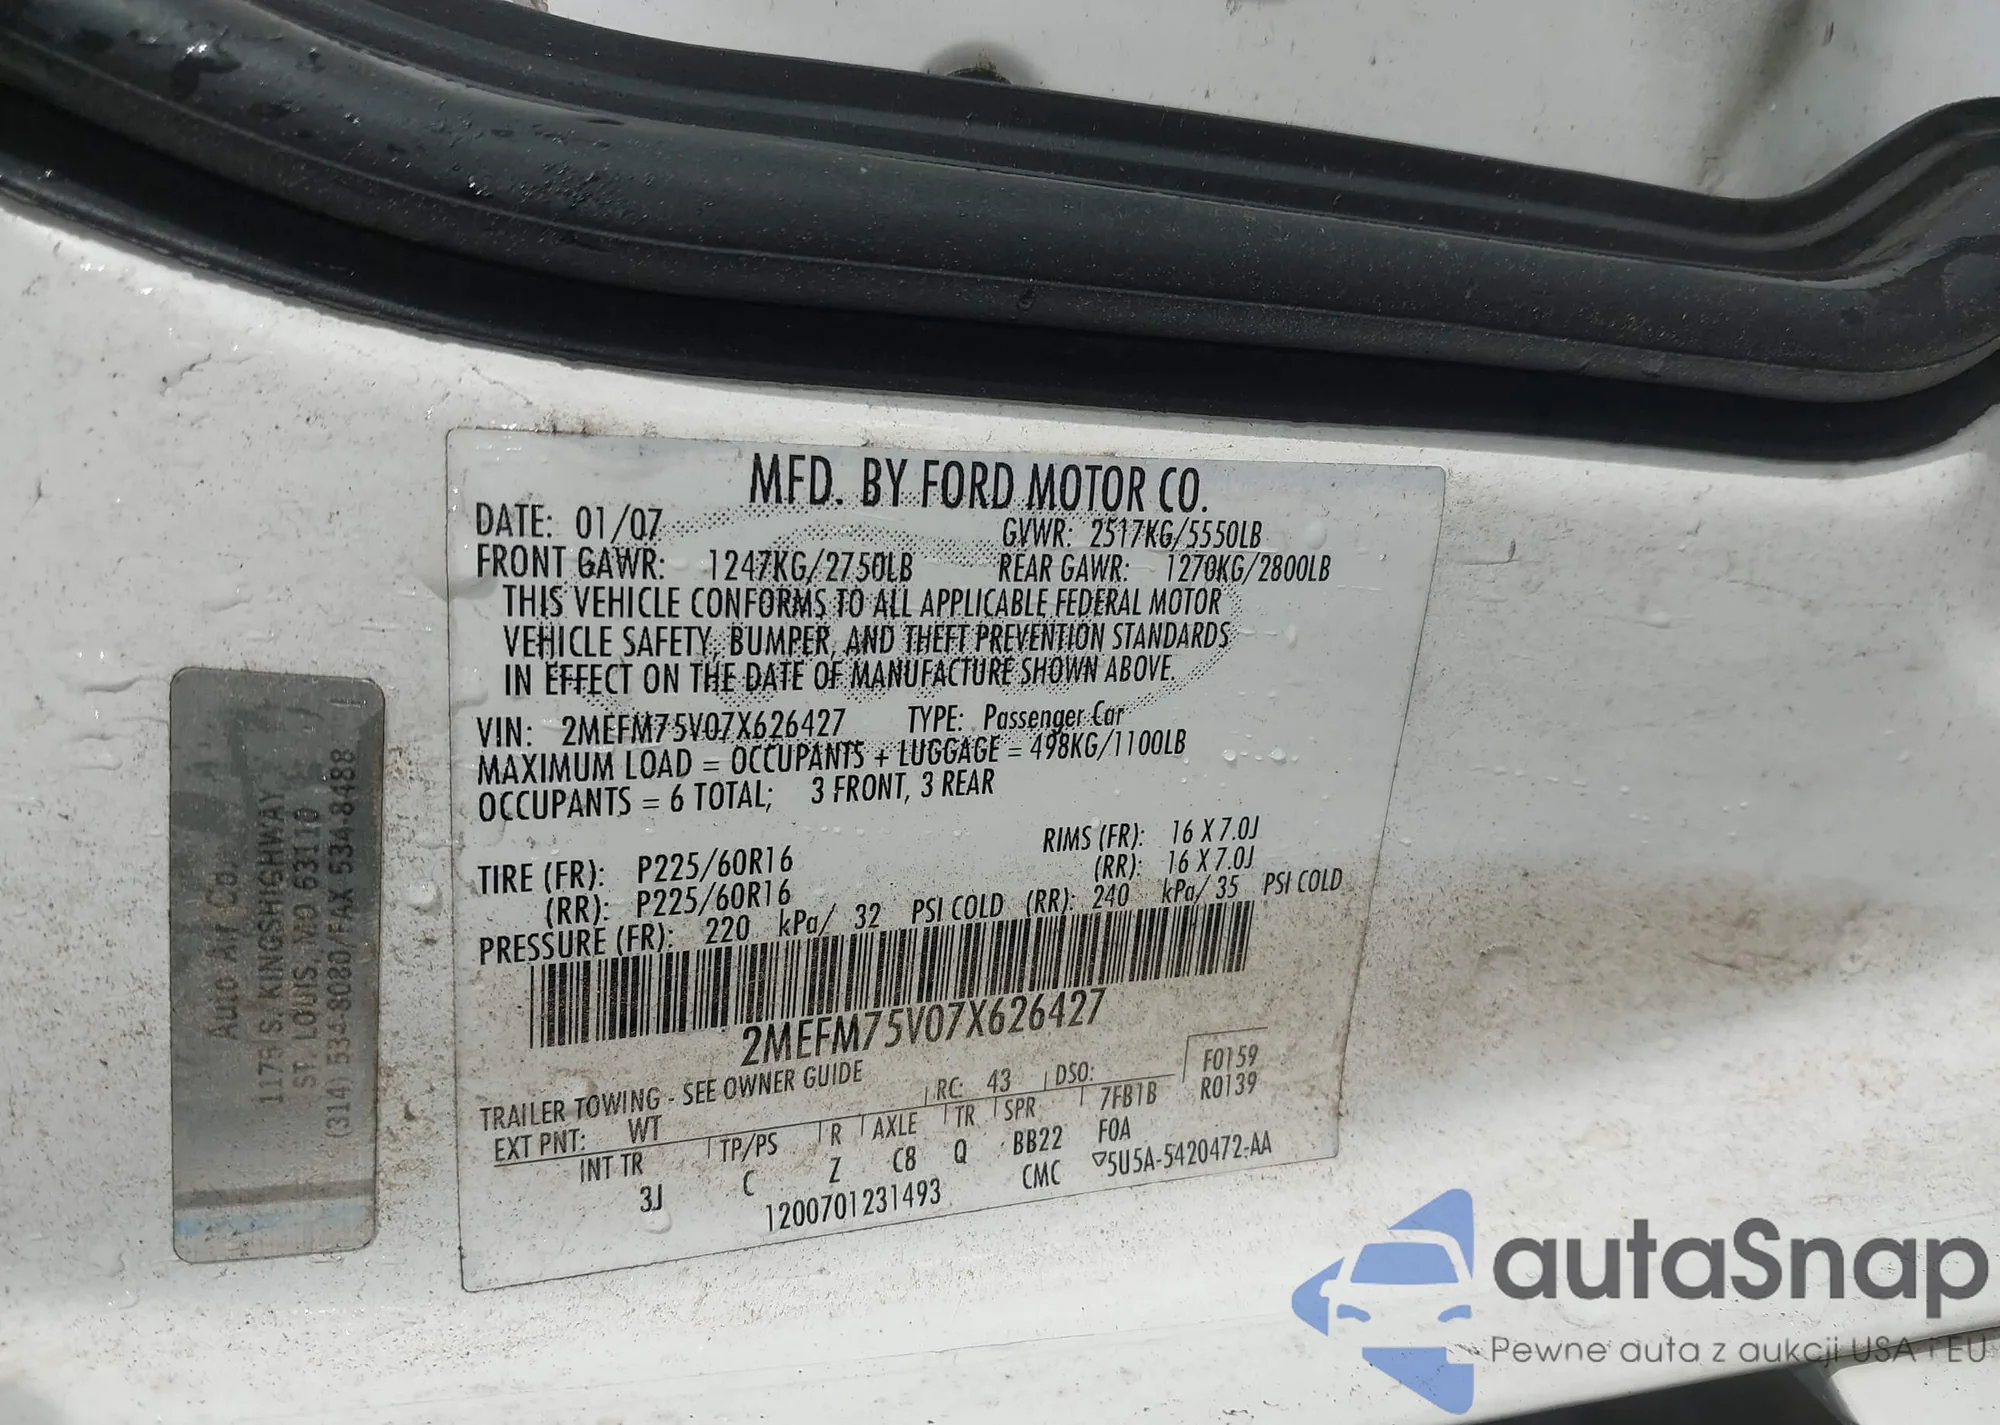 MFD. BY FORD MOTOR CO.
DATE: 01/07 GVWR: 2517KG/5550LB
FRONT GAWR: 1247KG/2750LB REAR GAWR: 1270KG/2800LB
THIS VEHICLE CONFORMS TO ALL APPLICABLE FEDERAL MOTOR
VEHICLE SAFETY, BUMPER, AND THEFT PREVENTION STANDARDS
IN EFFECT ON THE DATE OF MANUFACTURE SHOWN ABOVE.
VIN: 2MEFM75V07X626427 TYPE: Passenger Car
MAXIMUM LOAD = OCCUPANTS + LUGGAGE = 498KG/1100LB
OCCUPANTS = 6 TOTAL; 3 FRONT, 3 REAR
TIRE (FR): P225/60R16 RIMS (FR): 16 X 7.0J
(RR): P225/60R16 (RR): 16 X 7.0J
PRESSURE (FR): 220 kPa/ 32 PSI COLD (RR): 240 kPa/ 35 PSI COLD
2MEFM75V07X626427
TRAILER TOWING - SEE OWNER GUIDE
EXT PNT: WT RC: 43 DSO: F0159
R0139
INT TR TP/PS R AXLE TR SPR 7FB1B
3J C Z C8 Q BB22 F0A
1200701231493 CMC 5U5A-5420472-AA
Auto Air Co.
1175 S. KINGSHIGHWAY
ST. LOUIS, MO 63110
(314) 534-8080/FAX 534-8488
autaSnap
Pewne auta z aukcji USA i EU